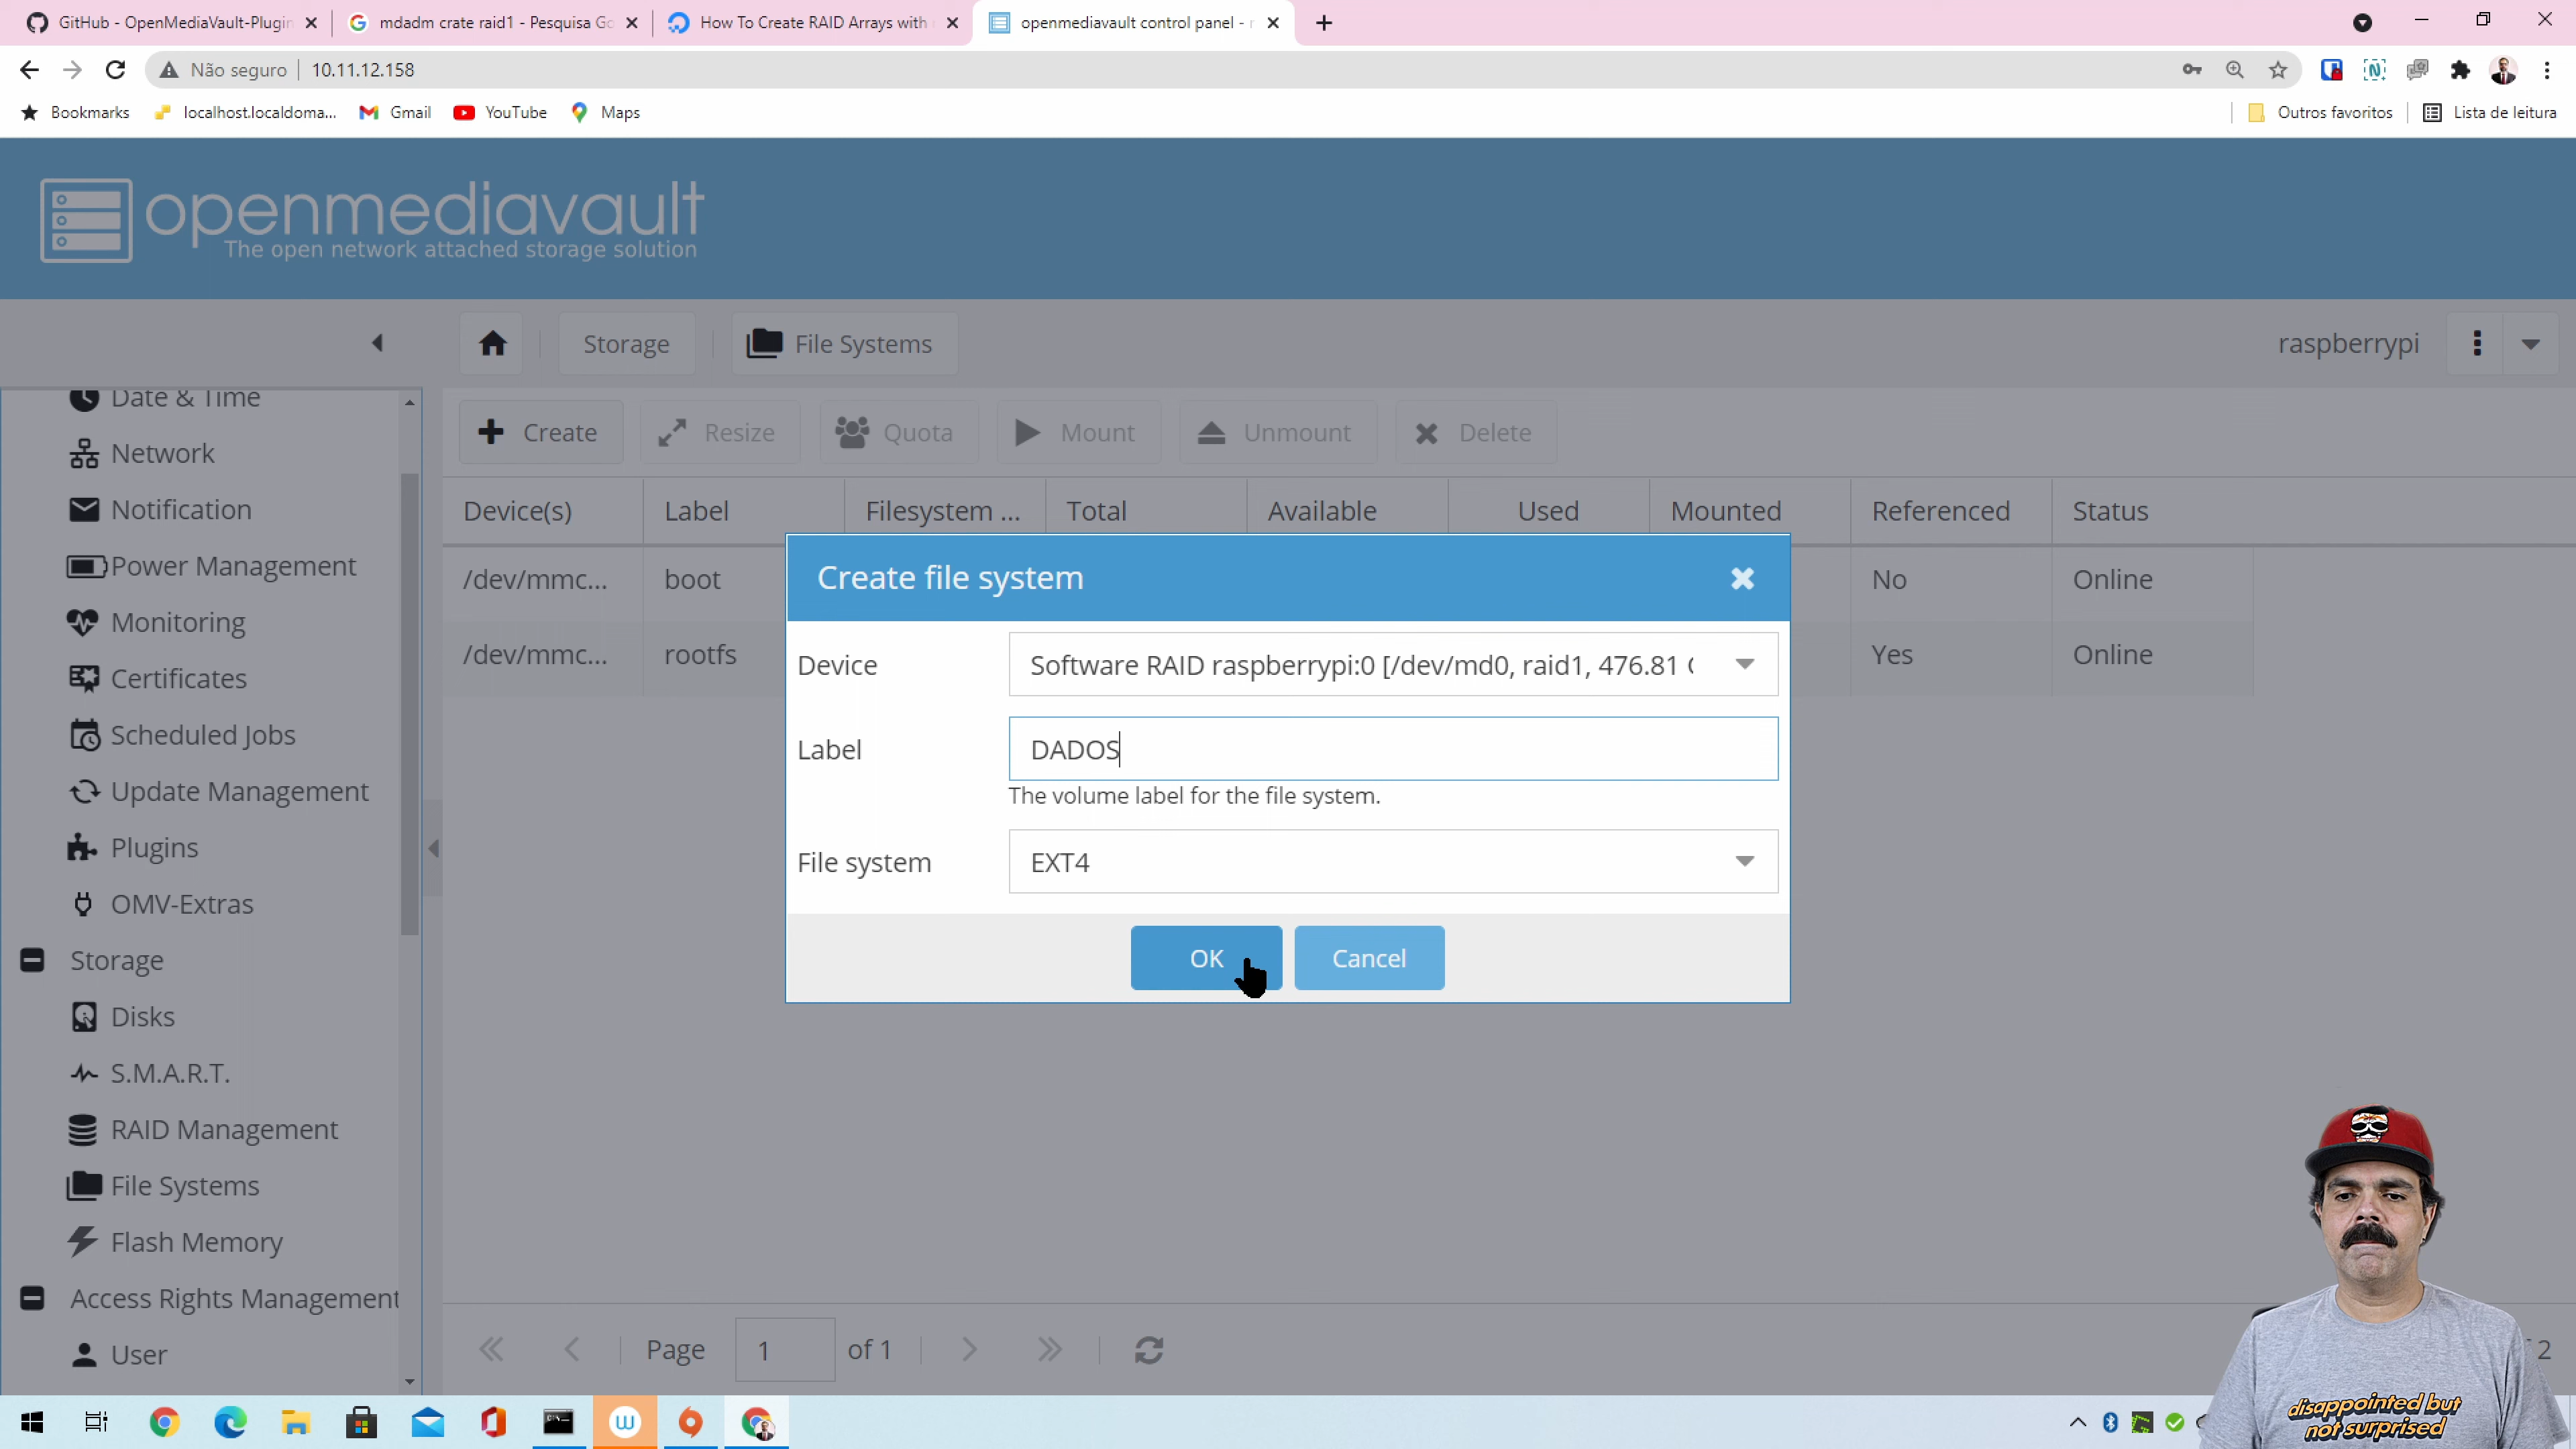 GitHub - OpenMediaVault-Plugin
mdadm crate raid1 - Pesquisa Go
How To Create RAID Arrays with
openmediavault control panel -
Não seguro
10.11.12.158
Bookmarks
localhost.localdoma...
Gmail
YouTube
Maps
Outros favoritos
Lista de leitura
openmediavault
The open network attached storage solution
Storage
File Systems
raspberrypi
Date & Time
Network
Notification
Power Management
Monitoring
Certificates
Scheduled Jobs
Update Management
Plugins
OMV-Extras
Storage
Disks
S.M.A.R.T.
RAID Management
File Systems
Flash Memory
Access Rights Management
User
Create
Resize
Quota
Mount
Unmount
Delete
Device(s)
Label
Filesystem ...
Total
Available
Used
Mounted
Referenced
Status
/dev/mmc...
boot
No
Online
/dev/mmc...
rootfs
Yes
Online
Create file system
Device
Software RAID raspberrypi:0 [/dev/md0, raid1, 476.81
Label
DADOS
The volume label for the file system.
File system
EXT4
OK
Cancel
Page
1
of 1
2
disappointed but
not surprised